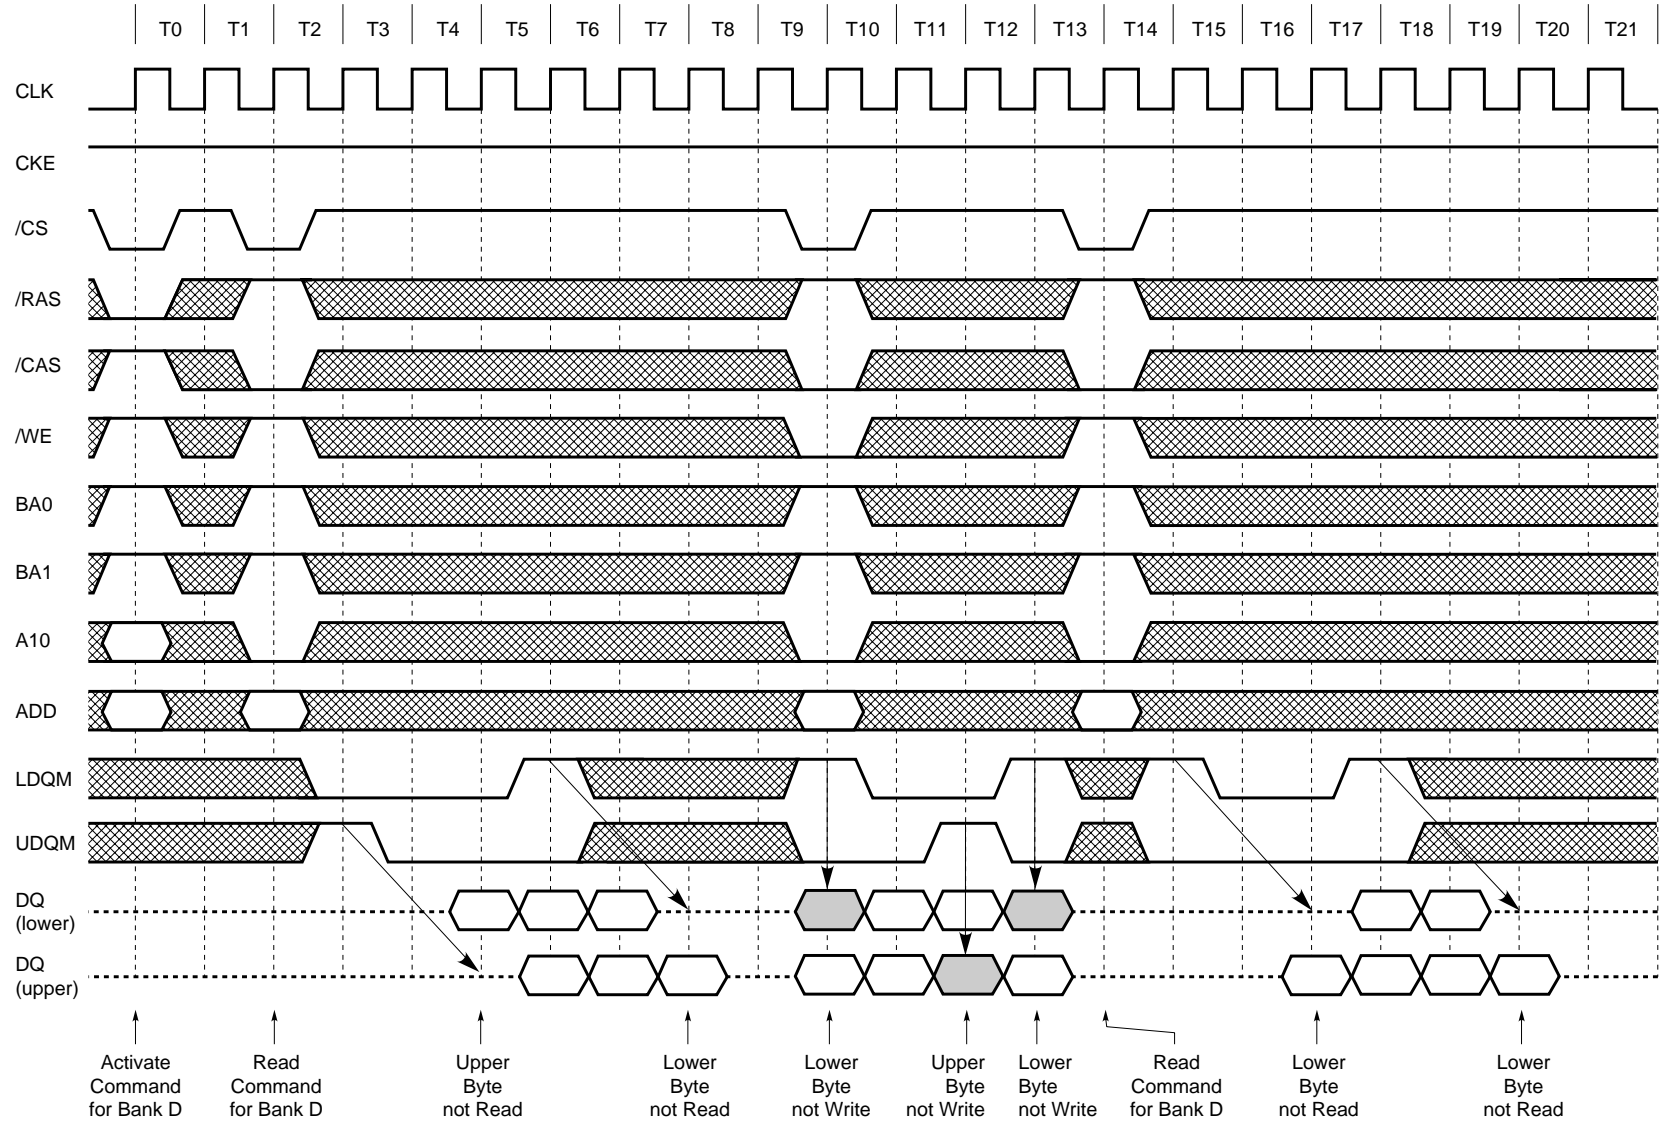 T0 T1 T2 T3 T4 T5 T6 T7 T8 T9 T10 T11 T12 T13 T14 T15 T16 T17 T18 T19 T20 T21
CLK
CKE
/CS
/RAS
/CAS
/WE
BA0
BA1
A10
ADD
LDQM
UDQM
DQ
(lower)
DQ
(upper)
Activate
Command
for Bank D
Read
Command
for Bank D
Upper
Byte
not Read
Lower
Byte
not Read
Lower
Byte
not Write
Upper
Byte
not Write
Lower
Byte
not Write
Read
Command
for Bank D
Lower
Byte
not Read
Lower
Byte
not Read